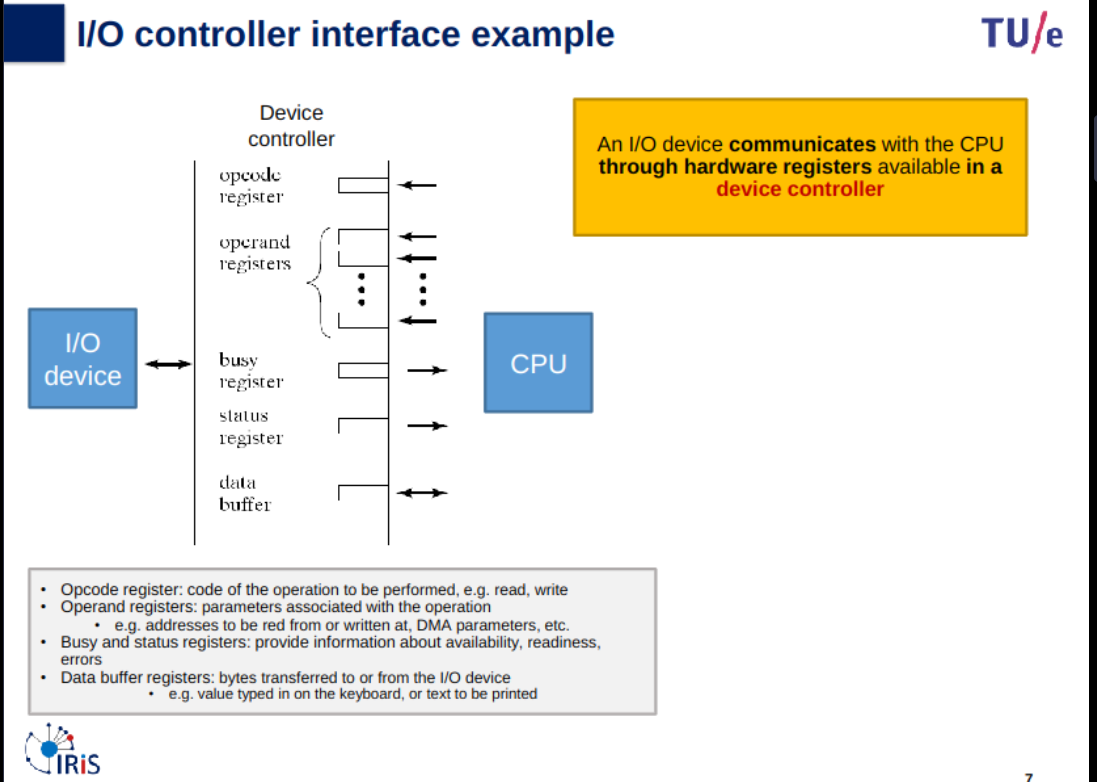 I/O controller interface example
TU/e
Device
controller
opcode
register
operand
registers
busy
register
status
register
data
buffer
I/O
device
CPU
An I/O device communicates with the CPU
through hardware registers available in a
device controller
• Opcode register: code of the operation to be performed, e.g. read, write
• Operand registers: parameters associated with the operation
• e.g. addresses to be red from or written at, DMA parameters, etc.
• Busy and status registers: provide information about availability, readiness,
errors
• Data buffer registers: bytes transferred to or from the I/O device
• e.g. value typed in on the keyboard, or text to be printed
IRiS
7